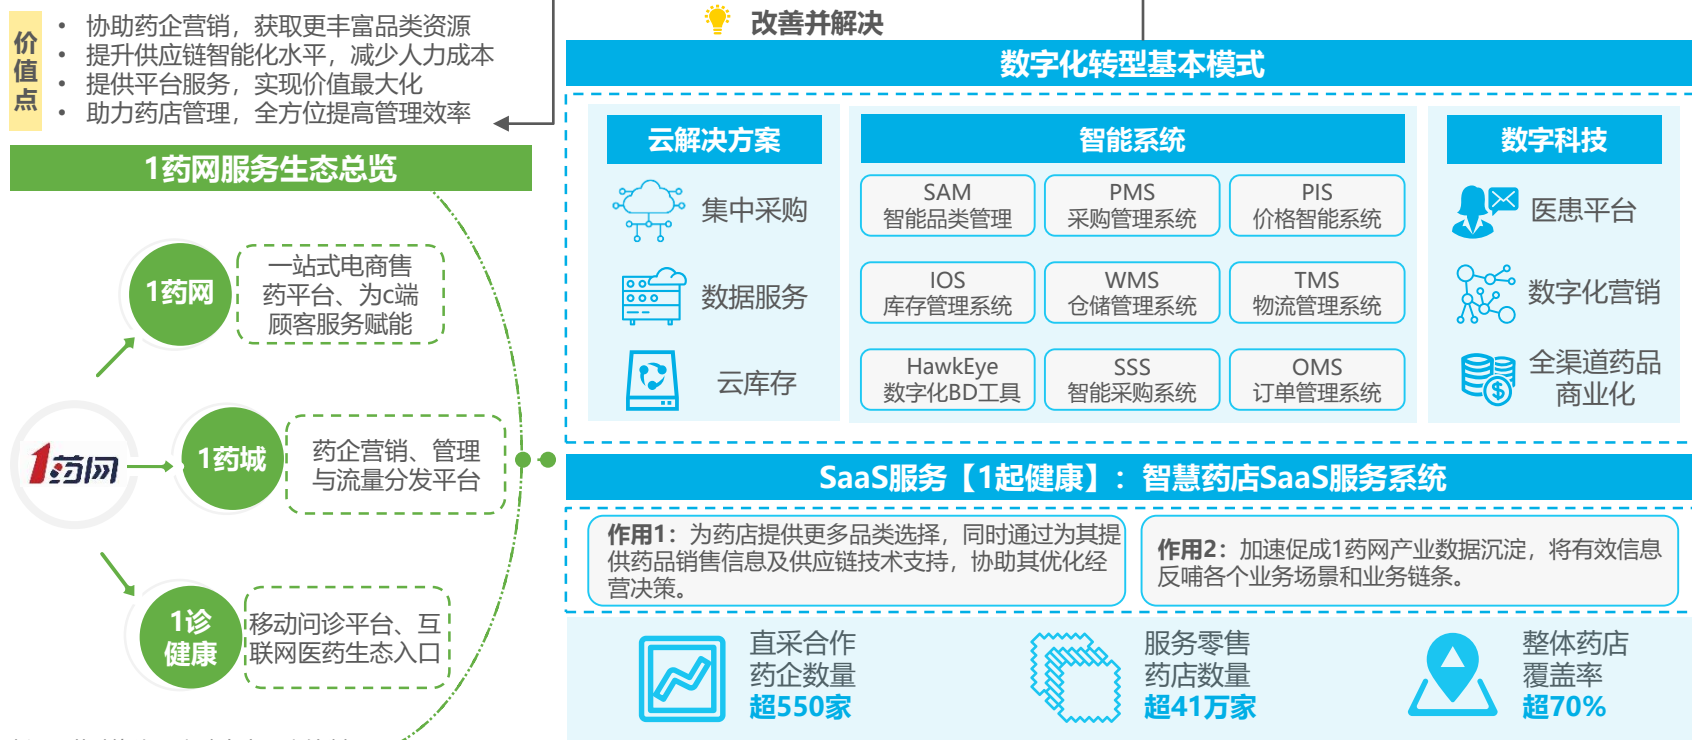 价
值
点
• 协助药企营销，获取更丰富品类资源
• 提升供应链智能化水平，减少人力成本
• 提供平台服务，实现价值最大化
• 助力药店管理，全方位提高管理效率
1药网服务生态总览
1药网
一站式电商售
药平台、为c端
顾客服务赋能
1药网
1药城
药企营销、管理
与流量分发平台
1诊
健康
移动问诊平台、互
联网医药生态入口
改善并解决
数字化转型基本模式
云解决方案
集中采购
数据服务
云库存
智能系统
SAM
智能品类管理
PMS
采购管理系统
PIS
价格智能系统
IOS
库存管理系统
WMS
仓储管理系统
TMS
物流管理系统
HawkEye
数字化BD工具
SSS
智能采购系统
OMS
订单管理系统
数字科技
医患平台
数字化营销
全渠道药品
商业化
SaaS服务【1起健康】：智慧药店SaaS服务系统
作用1：为药店提供更多品类选择，同时通过为其提
供药品销售信息及供应链技术支持，协助其优化经
营决策。
作用2：加速促成1药网产业数据沉淀，将有效信息
反哺各个业务场景和业务链条。
直采合作
药企数量
超550家
服务零售
药店数量
超41万家
整体药店
覆盖率
超70%